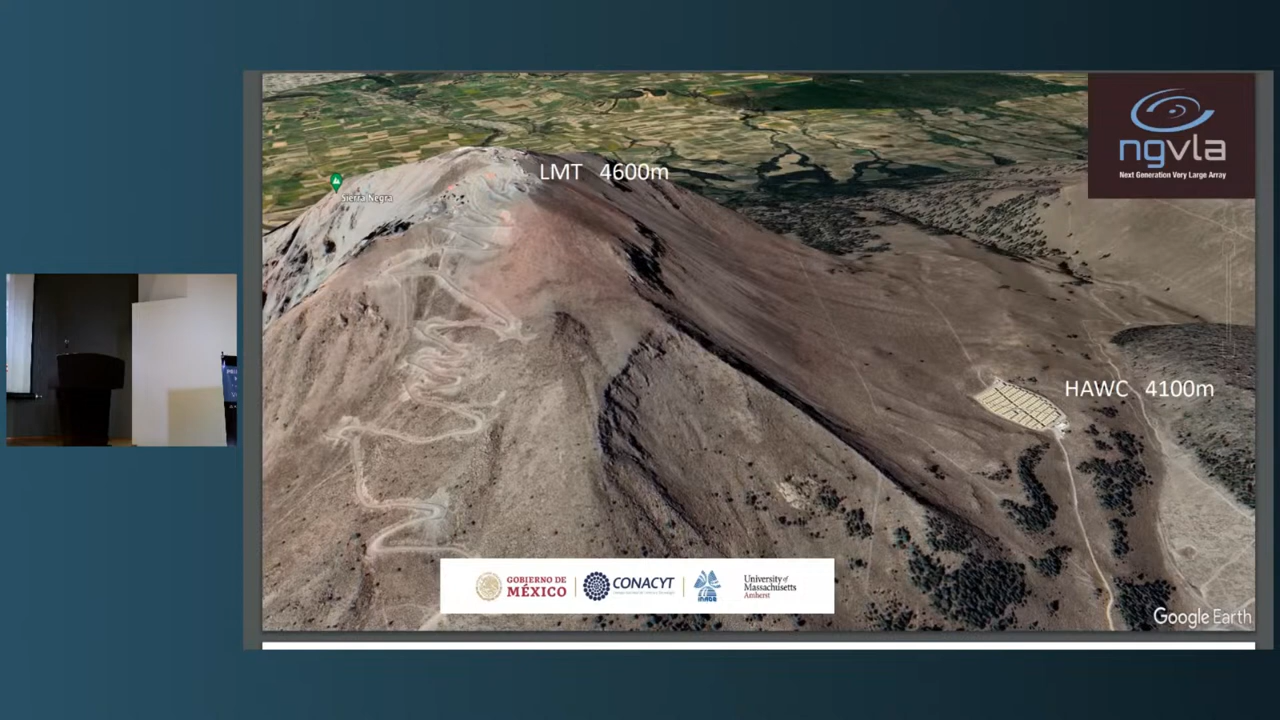 LMT 4600m
Sierra Negra
ngvla
Next Generation Very Large Array
HAWC 4100m
GOBIERNO DE
MÉXICO
CONACYT
INAOE
University of
Massachusetts
Amherst
Google Earth